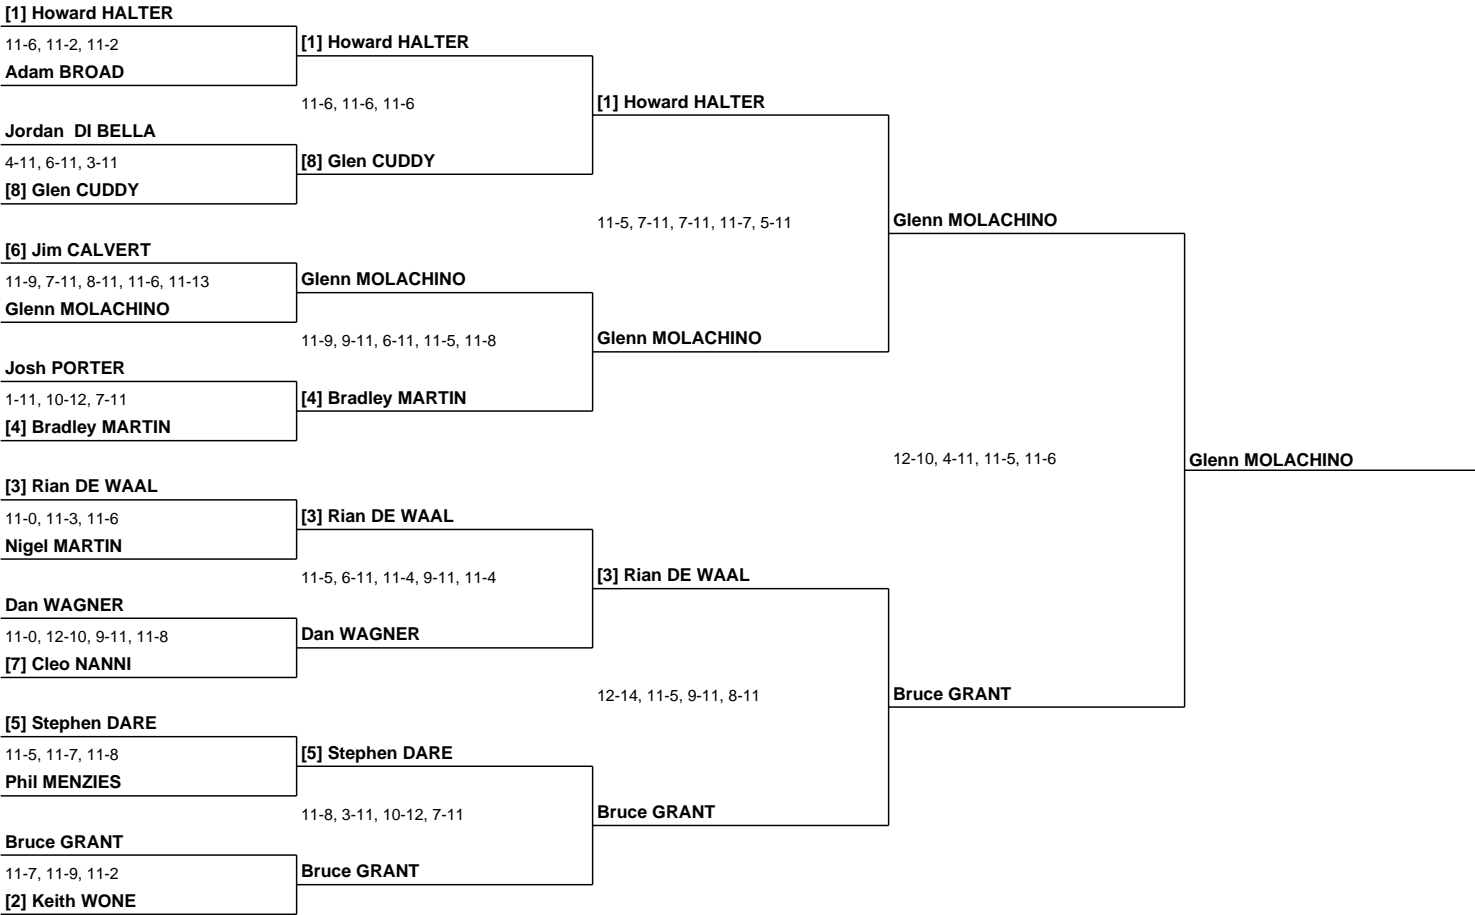 [1] Howard HALTER
11-6, 11-2, 11-2
Adam BROAD
Jordan  DI BELLA
4-11, 6-11, 3-11
[8] Glen CUDDY
[6] Jim CALVERT
11-9, 7-11, 8-11, 11-6, 11-13
Glenn MOLACHINO
Josh PORTER
1-11, 10-12, 7-11
[4] Bradley MARTIN
[3] Rian DE WAAL
11-0, 11-3, 11-6
Nigel MARTIN
Dan WAGNER
11-0, 12-10, 9-11, 11-8
[7] Cleo NANNI
[5] Stephen DARE
11-5, 11-7, 11-8
Phil MENZIES
Bruce GRANT
11-7, 11-9, 11-2
[2] Keith WONE
[1] Howard HALTER
11-6, 11-6, 11-6
[8] Glen CUDDY
Glenn MOLACHINO
11-9, 9-11, 6-11, 11-5, 11-8
[4] Bradley MARTIN
[3] Rian DE WAAL
11-5, 6-11, 11-4, 9-11, 11-4
Dan WAGNER
[5] Stephen DARE
11-8, 3-11, 10-12, 7-11
Bruce GRANT
[1] Howard HALTER
11-5, 7-11, 7-11, 11-7, 5-11
Glenn MOLACHINO
[3] Rian DE WAAL
12-14, 11-5, 9-11, 8-11
Bruce GRANT
Glenn MOLACHINO
12-10, 4-11, 11-5, 11-6
Bruce GRANT
Glenn MOLACHINO